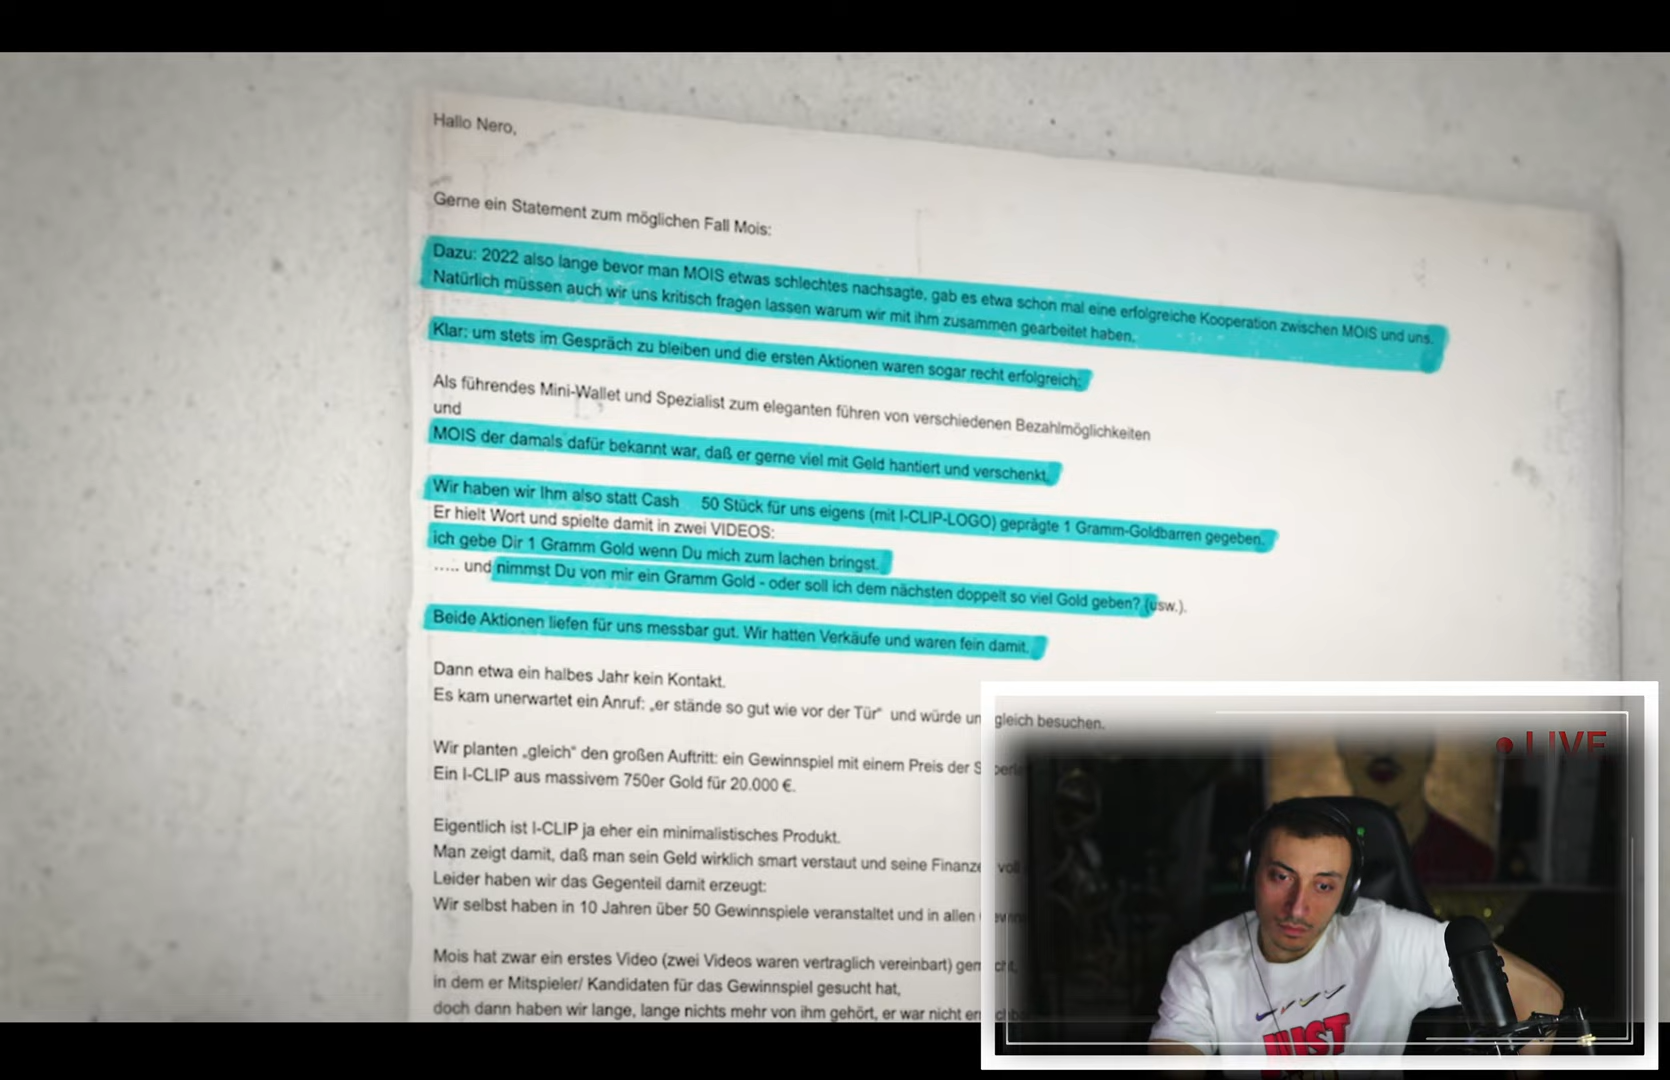 Hallo Nero,
Gerne ein Statement zum möglichen Fall Mois:
Dazu: 2022 also lange bevor man MOIS etwas schlechtes nachsagte, gab es etwa schon mal eine erfolgreiche Kooperation zwischen MOIS und uns.
Natürlich müssen auch wir uns kritisch fragen lassen warum wir mit ihm zusammen gearbeitet haben.
Klar: um stets im Gespräch zu bleiben und die ersten Aktionen waren sogar recht erfolgreich:
Als führendes Mini-Wallet und Spezialist zum eleganten führen von verschiedenen Bezahlmöglichkeiten
und
MOIS der damals dafür bekannt war, daß er gerne viel mit Geld hantiert und verschenkt.
Wir haben wir Ihm also statt Cash 50 Stück für uns eigens (mit I-CLIP-LOGO) geprägte 1 Gramm-Goldbarren gegeben.
Er hielt Wort und spielte damit in zwei VIDEOS:
ich gebe Dir 1 Gramm Gold wenn Du mich zum lachen bringst.
..... und nimmst Du von mir ein Gramm Gold - oder soll ich dem nächsten doppelt so viel Gold geben? (usw.).
Beide Aktionen liefen für uns messbar gut. Wir hatten Verkäufe und waren fein damit.
Dann etwa ein halbes Jahr kein Kontakt.
Es kam unerwartet ein Anruf: „er stände so gut wie vor der Tür“ und würde un gleich besuchen.
Wir planten „gleich“ den großen Auftritt: ein Gewinnspiel mit einem Preis der
Ein I-CLIP aus massivem 750er Gold für 20.000 €.
Eigentlich ist I-CLIP ja eher ein minimalistisches Produkt.
Man zeigt damit, daß man sein Geld wirklich smart verstaut und seine
Leider haben wir das Gegenteil damit erzeugt:
Wir selbst haben in 10 Jahren über 50 Gewinnspiele veranstaltet und in allen
Mois hat zwar ein erstes Video (zwei Videos waren vertraglich vereinbart)
in dem er Mitspieler/ Kandidaten für das Gewinnspiel gesucht hat,
doch dann haben wir lange, lange nichts mehr von ihm gehört, er war nicht
LIVE
JUST